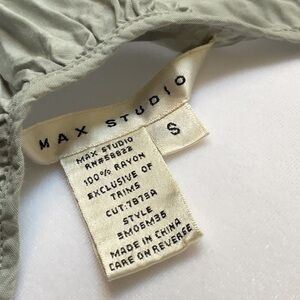 MAX STUDIO
S
MAX STUDIO
RN#58822
100% RAYON
EXCLUSIVE OF
TRIMS
CUT:7875A
STYLE
5M05M35
MADE IN CHINA
CARE ON REVERSE